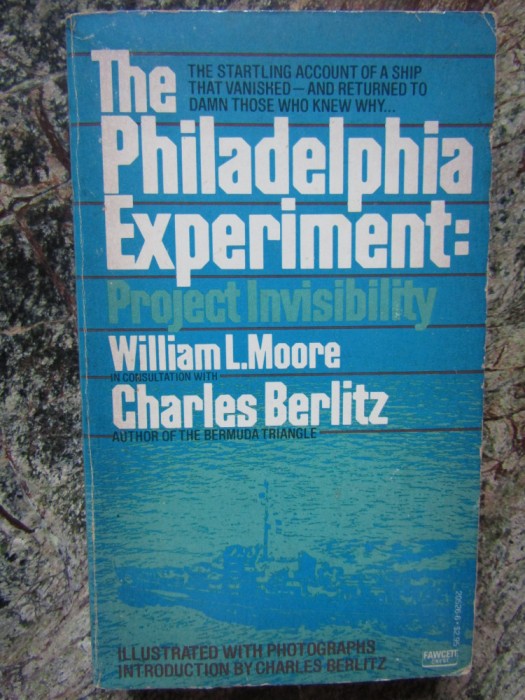 The
THE STARTLING ACCOUNT OF A SHIP
THAT VANISHED—AND RETURNED TO
DAMN THOSE WHO KNEW WHY...
Philadelphia
Experiment:
Project Invisibility
William L. Moore
IN CONSULTATION WITH
Charles Berlitz
AUTHOR OF THE BERMUDA TRIANGLE
ILLUSTRATED WITH PHOTOGRAPHS
INTRODUCTION BY CHARLES BERLITZ
FAWCETT
CREST